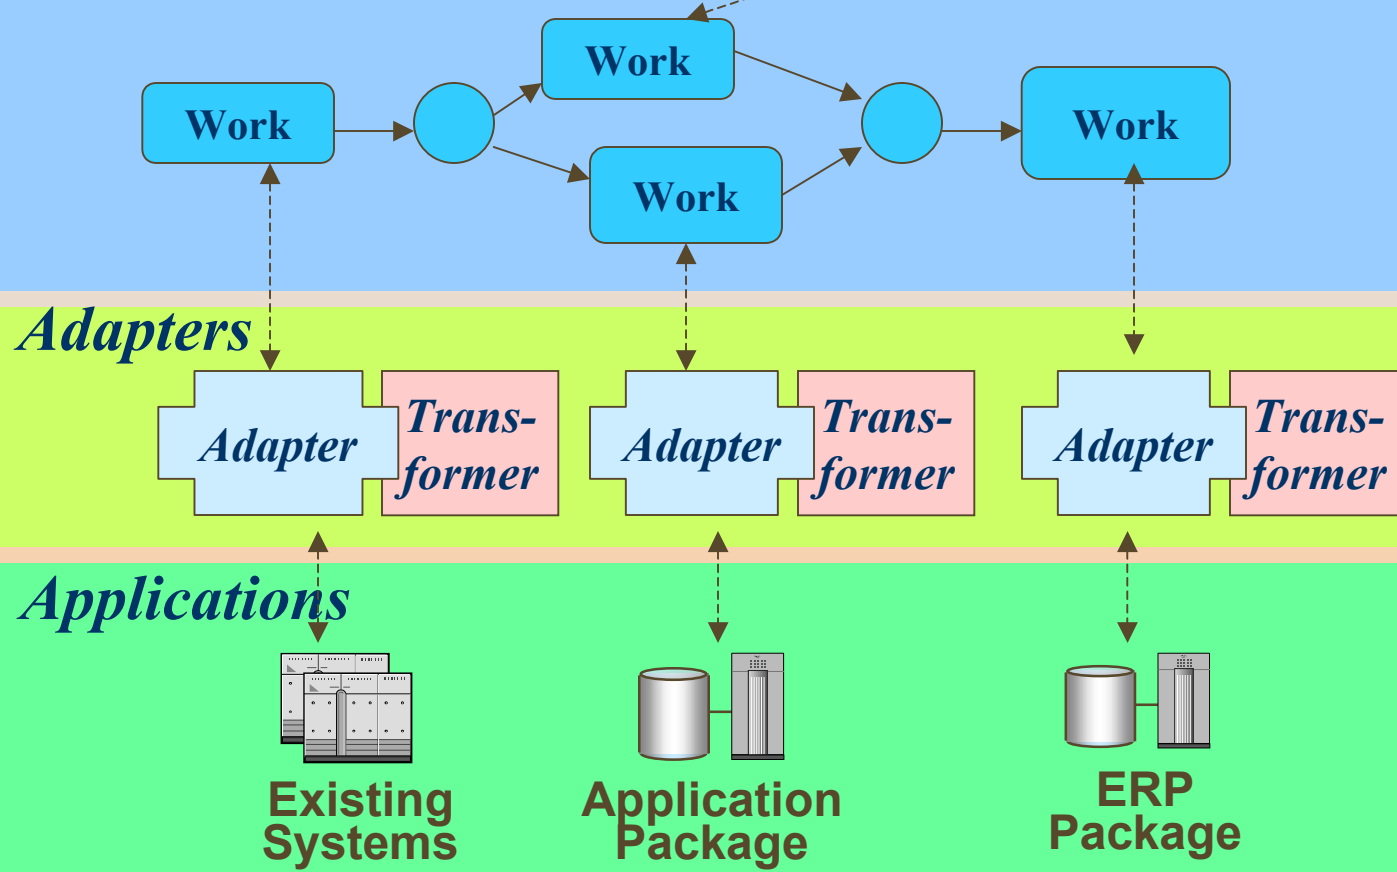 Work
Work
Work
Work
Adapters
Adapter
Trans-
former
Adapter
Trans-
former
Adapter
Trans-
former
Applications
Existing
Systems
Application
Package
ERP
Package